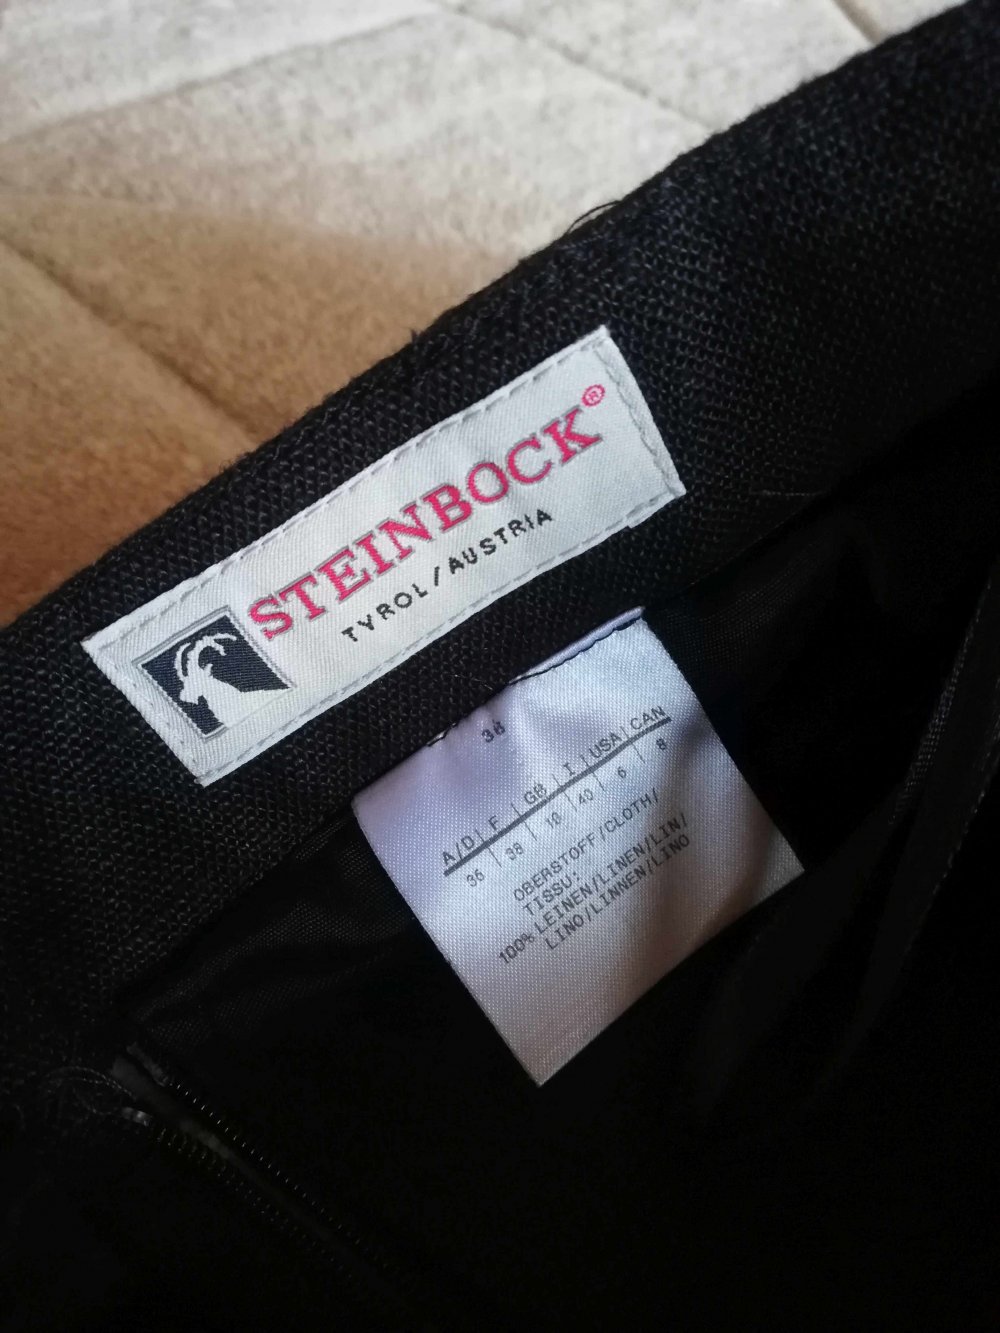 STEINBOCK®
TYROL/AUSTRIA
36
A/D| F |GB| I |USA|CAN
36 | 38 | 10 | 40 | 6 | 8
OBERSTOFF/CLOTH/
TISSU:
100% LEINEN/LINEN/LIN/
LINO/LINNEN/LINO